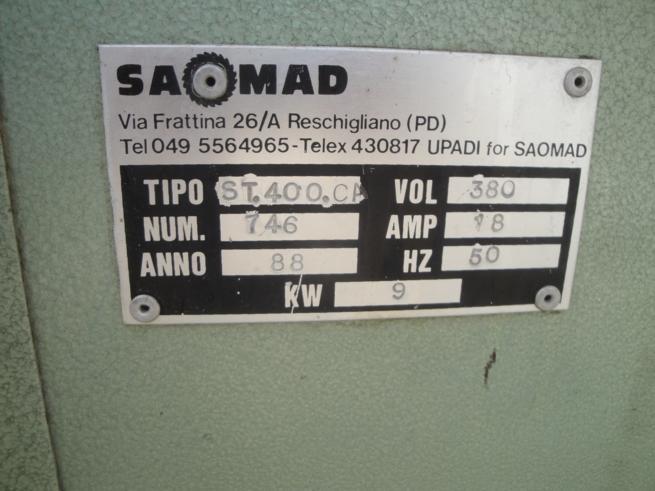 SAOMAD
Via Frattina 26/A Reschigliano (PD)
Tel 049 5564965-Telex 430817 UPADI for SAOMAD
TIPO ST.400.CA VOL 380
NUM. 746 AMP 18
ANNO 88 HZ 50
KW 9